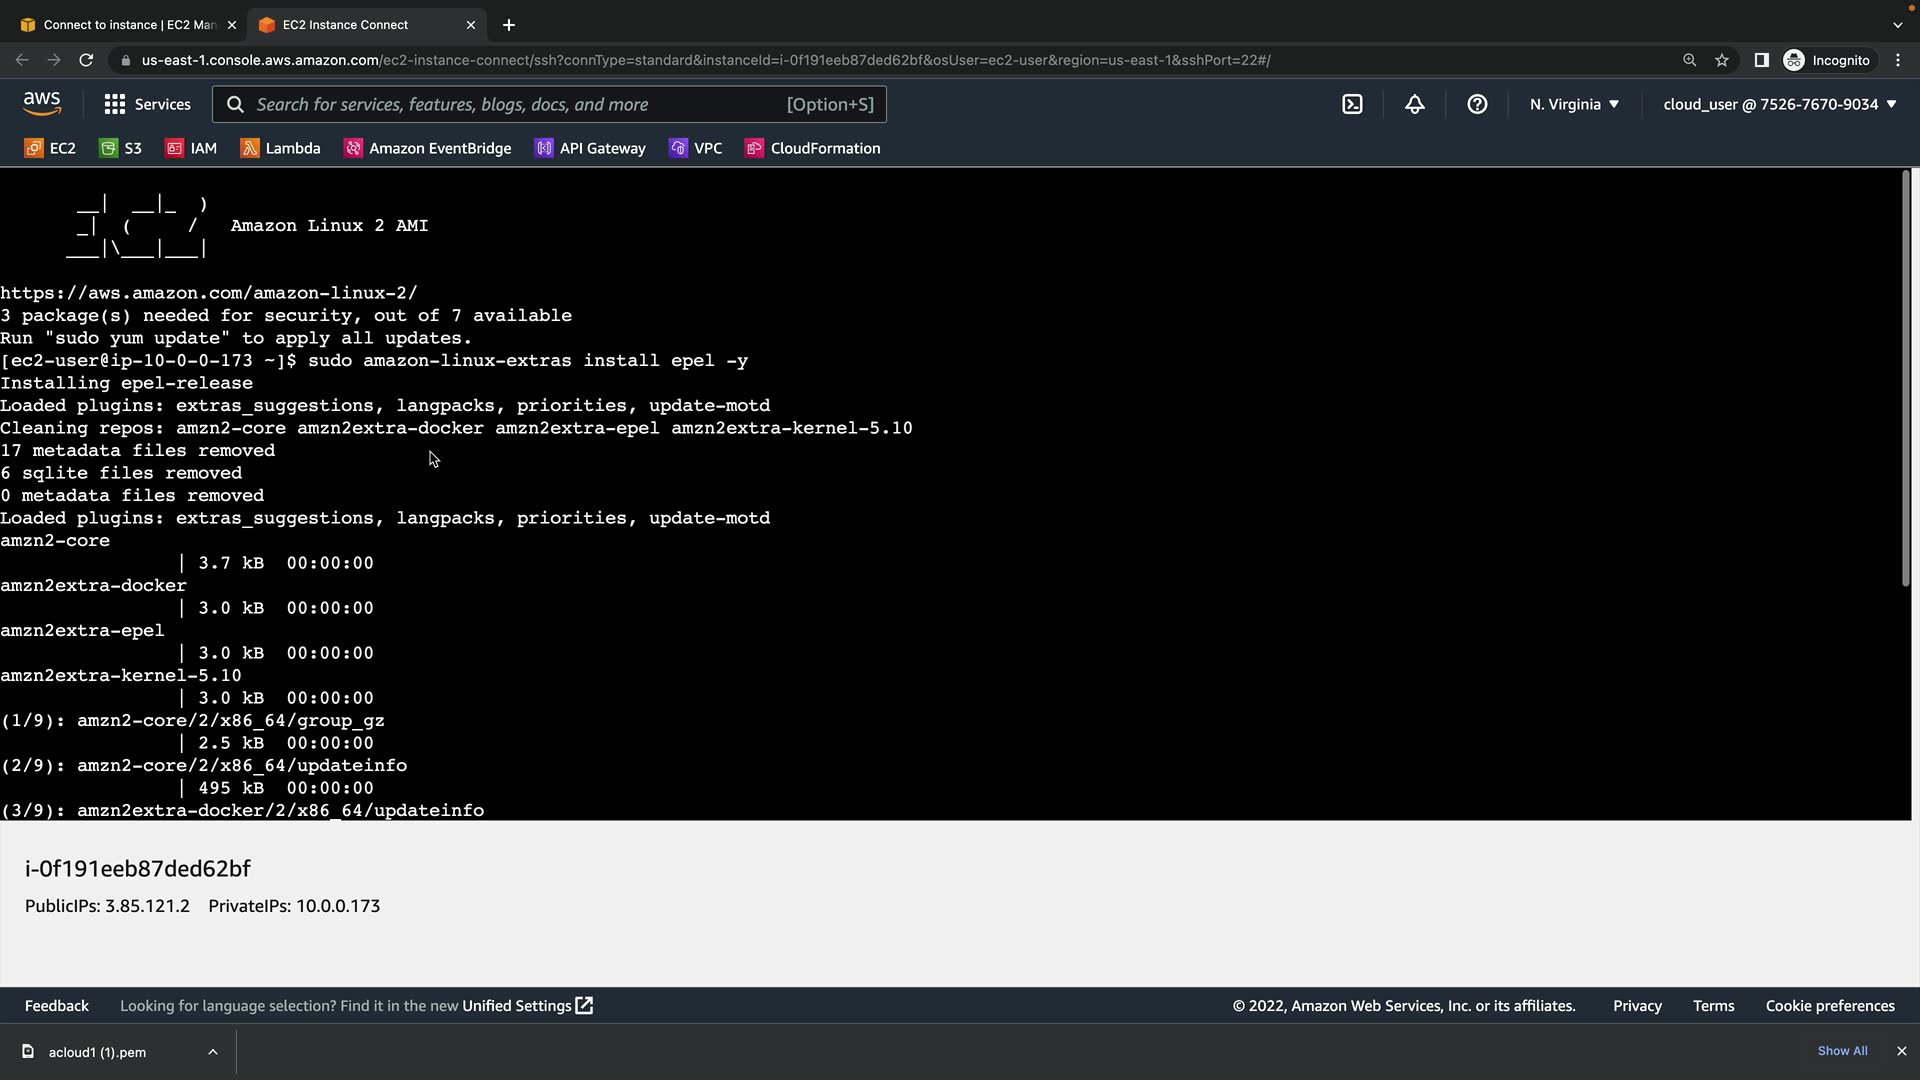 Connect to instance | EC2 Man
EC2 Instance Connect
us-east-1.console.aws.amazon.com/ec2-instance-connect/ssh?connType=standard&instanceId=i-0f191eeb87ded62bf&osUser=ec2-user&region=us-east-1&sshPort=22#/
Incognito
aws
Services
Search for services, features, blogs, docs, and more
[Option+S]
N. Virginia
cloud_user @ 7526-7670-9034
EC2
S3
IAM
Lambda
Amazon EventBridge
API Gateway
VPC
CloudFormation
__|  __|_  )
_|  (     /   Amazon Linux 2 AMI
___|\___|___|
https://aws.amazon.com/amazon-linux-2/
3 package(s) needed for security, out of 7 available
Run "sudo yum update" to apply all updates.
[ec2-user@ip-10-0-0-173 ~]$ sudo amazon-linux-extras install epel -y
Installing epel-release
Loaded plugins: extras_suggestions, langpacks, priorities, update-motd
Cleaning repos: amzn2-core amzn2extra-docker amzn2extra-epel amzn2extra-kernel-5.10
17 metadata files removed
6 sqlite files removed
0 metadata files removed
Loaded plugins: extras_suggestions, langpacks, priorities, update-motd
amzn2-core
| 3.7 kB  00:00:00
amzn2extra-docker
| 3.0 kB  00:00:00
amzn2extra-epel
| 3.0 kB  00:00:00
amzn2extra-kernel-5.10
| 3.0 kB  00:00:00
(1/9): amzn2-core/2/x86_64/group_gz
| 2.5 kB  00:00:00
(2/9): amzn2-core/2/x86_64/updateinfo
| 495 kB  00:00:00
(3/9): amzn2extra-docker/2/x86_64/updateinfo
i-0f191eeb87ded62bf
PublicIPs: 3.85.121.2    PrivateIPs: 10.0.0.173
Feedback
Looking for language selection? Find it in the new Unified Settings
© 2022, Amazon Web Services, Inc. or its affiliates.
Privacy
Terms
Cookie preferences
acloud1 (1).pem
Show All